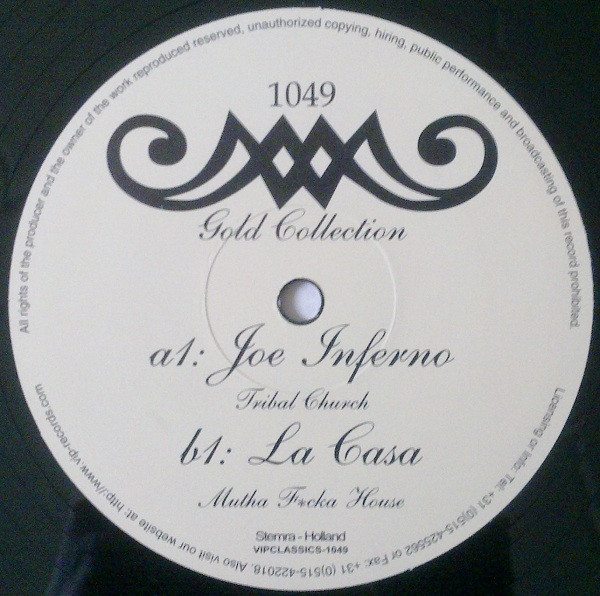 All rights of the producer and the owner of the work reproduced reserved, unauthorized copying, hiring, public performance and broadcasting of this record prohibited.
1049
Gold Collection
a1: Joe Inferno
Tribal Church
b1: La Casa
Mutha F*cka House
Stemra - Holland
VIPCLASSICS-1049
Licensing or Info: Tel: +31 (0)515-425562 or Fax: +31 (0)515-422018. Also visit our website at: http://www.vip-records.com